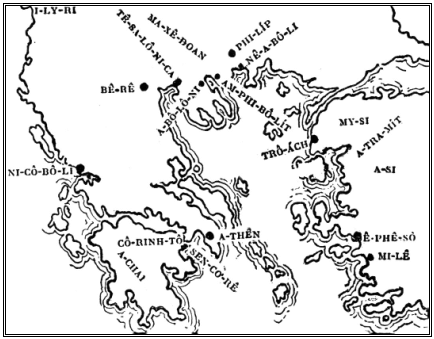 I-LY-RI
MA-XÊ-ĐOAN
TÊ-SA-LÔ-NI-CA
PHI-LÍP
NÊ-A-BÔ-LI
BÊ-RÊ
A-BÔ-LÔ-NI
AM-PHI-BÔ-LÍT
MY-SI
TRÔ-ÁCH
A-TRA-MÍT
A-SI
NI-CÔ-BÔ-LI
CÔ-RINH-TÔ
A-THÊN
SEN-CƠ-RÊ
A-CHAI
Ê-PHÊ-SÔ
MI-LÊ